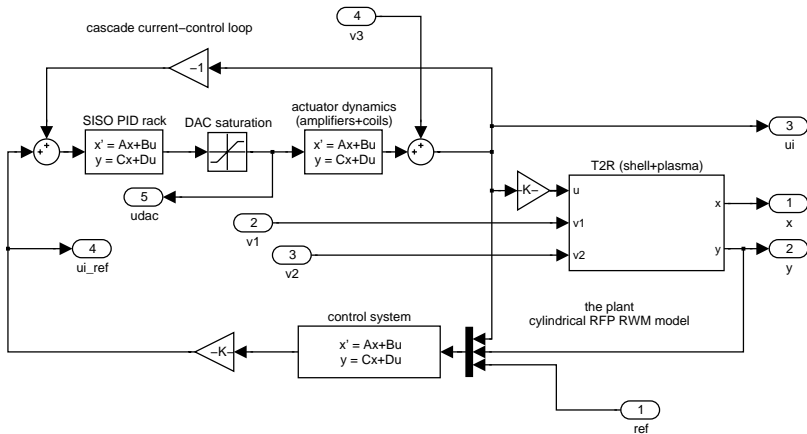 4
v3
cascade current−control loop
−1
SISO PID rack
DAC saturation
actuator dynamics
(amplifiers+coils)
+
+
x' = Ax+Bu
y = Cx+Du
x' = Ax+Bu
y = Cx+Du
+
+
3
ui
T2R (shell+plasma)
5
udac
−K−
u
v1
v2
x
y
1
x
2
y
2
v1
3
v2
4
ui_ref
the plant
cylindrical RFP RWM model
control system
−K−
x' = Ax+Bu
y = Cx+Du
1
ref